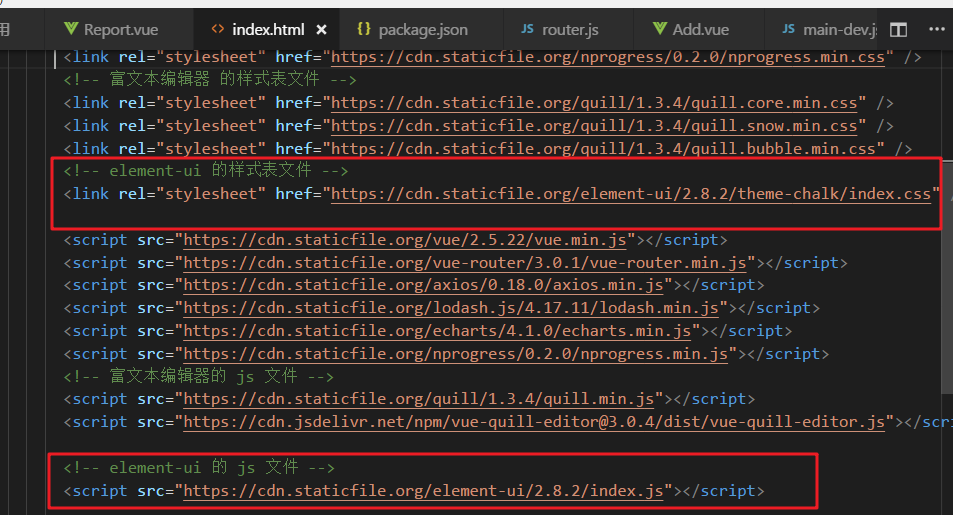 Report.vue index.html package.json router.js Add.vue main-dev.js
<link rel="stylesheet" href="https://cdn.staticfile.org/nprogress/0.2.0/nprogress.min.css" />
<!-- 富文本编辑器 的样式表文件 -->
<link rel="stylesheet" href="https://cdn.staticfile.org/quill/1.3.4/quill.core.min.css" />
<link rel="stylesheet" href="https://cdn.staticfile.org/quill/1.3.4/quill.snow.min.css" />
<link rel="stylesheet" href="https://cdn.staticfile.org/quill/1.3.4/quill.bubble.min.css" />
<!-- element-ui 的样式表文件 -->
<link rel="stylesheet" href="https://cdn.staticfile.org/element-ui/2.8.2/theme-chalk/index.css"
<script src="https://cdn.staticfile.org/vue/2.5.22/vue.min.js"></script>
<script src="https://cdn.staticfile.org/vue-router/3.0.1/vue-router.min.js"></script>
<script src="https://cdn.staticfile.org/axios/0.18.0/axios.min.js"></script>
<script src="https://cdn.staticfile.org/lodash.js/4.17.11/lodash.min.js"></script>
<script src="https://cdn.staticfile.org/echarts/4.1.0/echarts.min.js"></script>
<script src="https://cdn.staticfile.org/nprogress/0.2.0/nprogress.min.js"></script>
<!-- 富文本编辑器的 js 文件 -->
<script src="https://cdn.staticfile.org/quill/1.3.4/quill.min.js"></script>
<script src="https://cdn.jsdelivr.net/npm/vue-quill-editor@3.0.4/dist/vue-quill-editor.js"></scri
<!-- element-ui 的 js 文件 -->
<script src="https://cdn.staticfile.org/element-ui/2.8.2/index.js"></script>